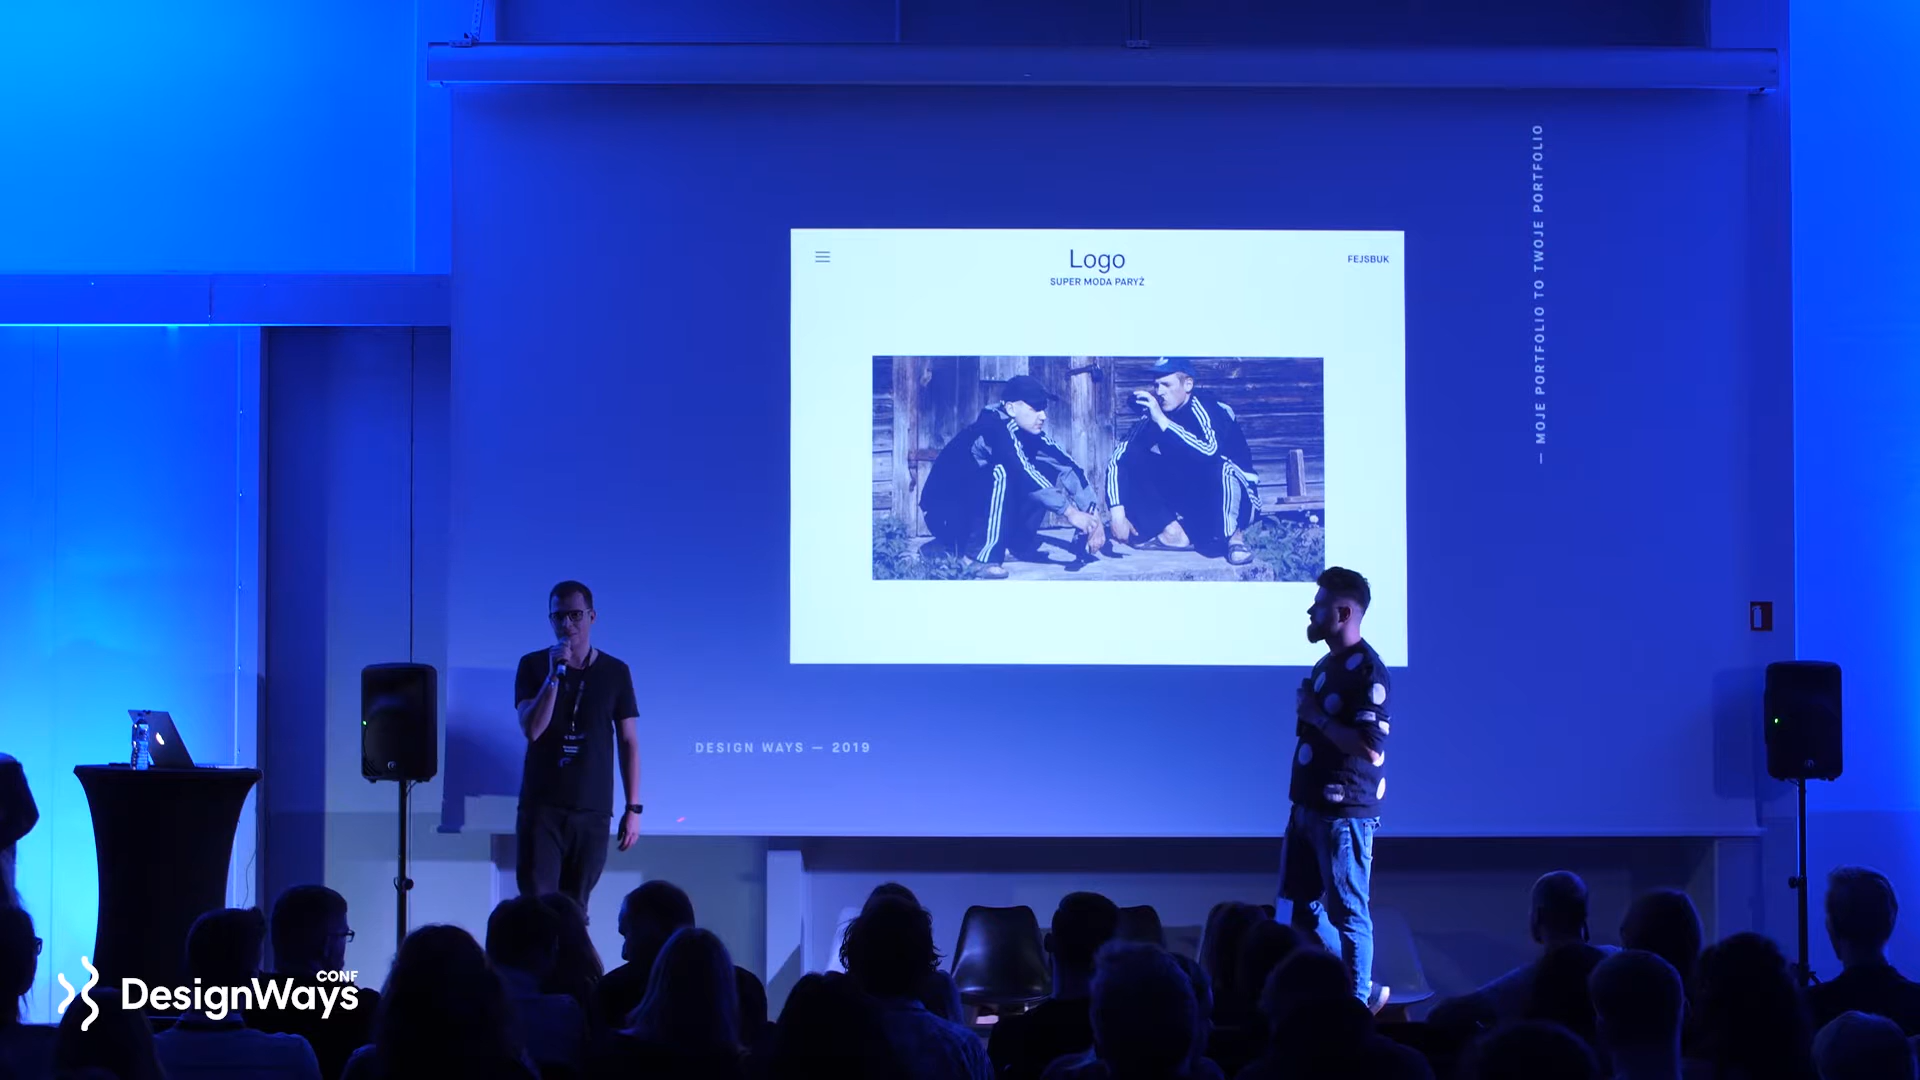 Logo
SUPER MODA PARYŻ
FEJSBUK
— MOJE PORTFOLIO TO TWOJE PORTFOLIO
DESIGN WAYS — 2019
DesignWays
CONF